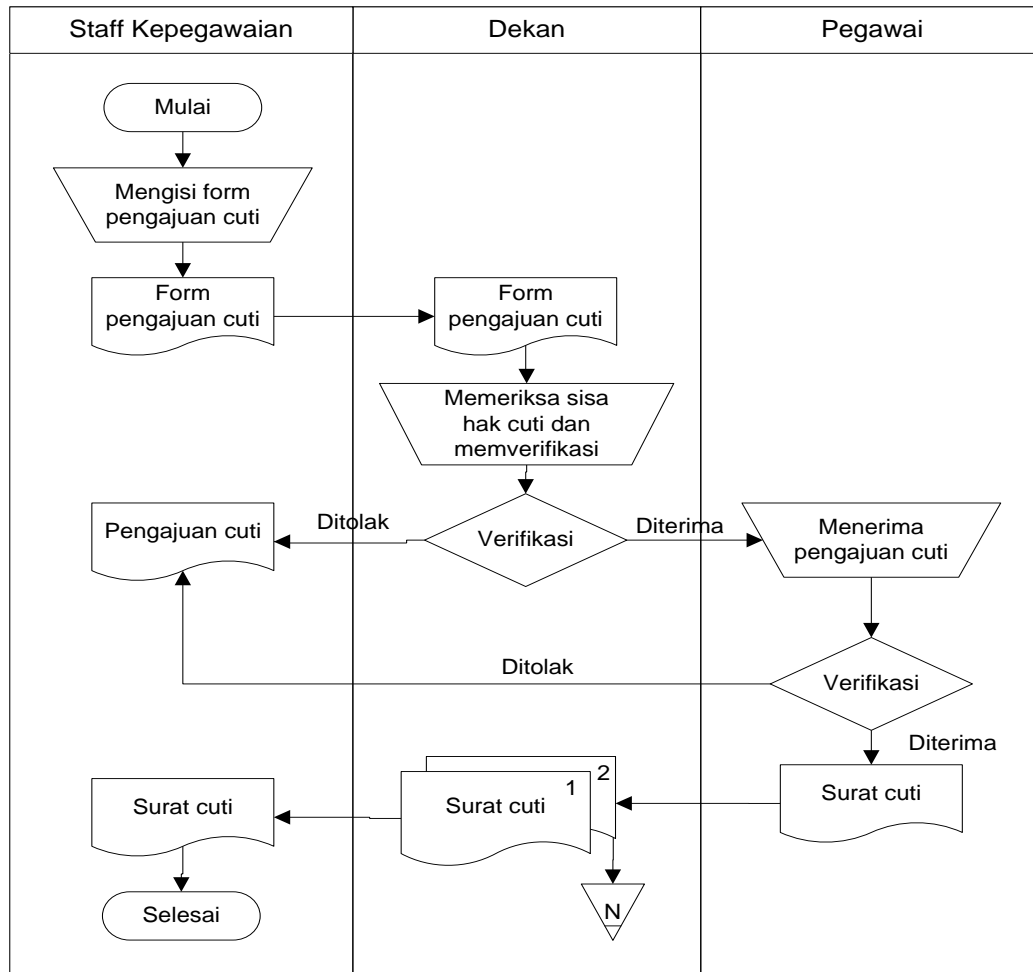 Staff Kepegawaian
Dekan
Pegawai
Mulai
Mengisi form
pengajuan cuti
Form
pengajuan cuti
Form
pengajuan cuti
Memeriksa sisa
hak cuti dan
memverifikasi
Pengajuan cuti
Ditolak
Verifikasi
Diterima
Menerima
pengajuan cuti
Ditolak
Verifikasi
Diterima
Surat cuti
2
1
Surat cuti
Surat cuti
N
Selesai